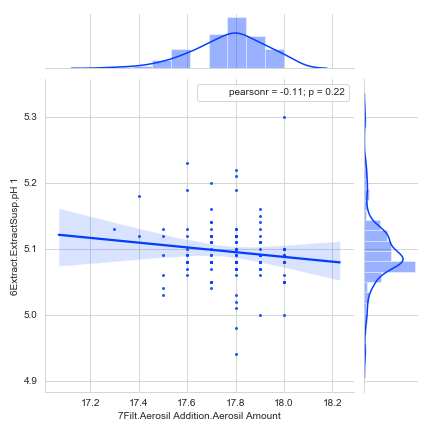 pearsonr = -0.11; p = 0.22
5.3
5.2
5.1
5.0
4.9
6Extract.ExtractSusp.pH 1
17.2 17.4 17.6 17.8 18.0 18.2
7Filt.Aerosil Addition.Aerosil Amount